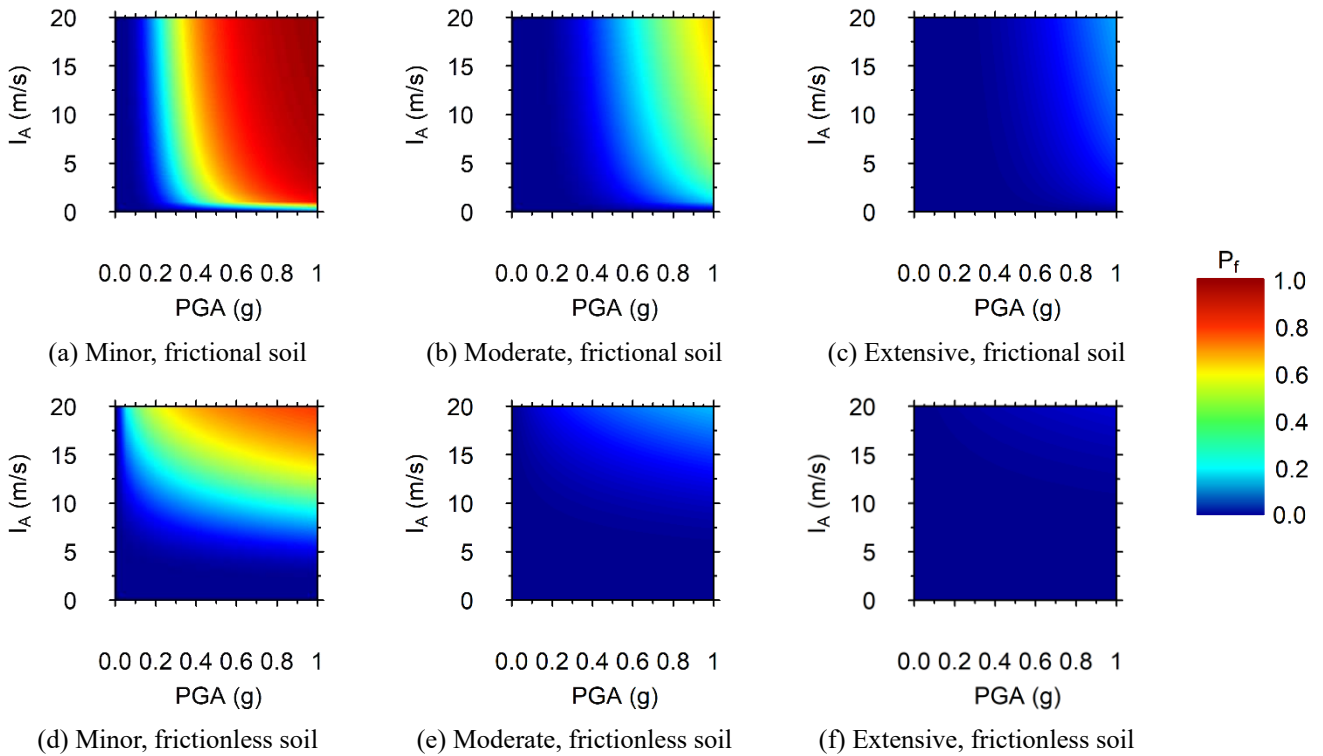 20
15
10
5
0
I_A (m/s)
0.0 0.2 0.4 0.6 0.8 1
PGA (g)
(a) Minor, frictional soil
20
15
10
5
0
I_A (m/s)
0.0 0.2 0.4 0.6 0.8 1
PGA (g)
(b) Moderate, frictional soil
20
15
10
5
0
I_A (m/s)
0.0 0.2 0.4 0.6 0.8 1
PGA (g)
(c) Extensive, frictional soil
P_f
1.0
0.8
0.6
0.4
0.2
0.0
20
15
10
5
0
I_A (m/s)
0.0 0.2 0.4 0.6 0.8 1
PGA (g)
(d) Minor, frictionless soil
20
15
10
5
0
I_A (m/s)
0.0 0.2 0.4 0.6 0.8 1
PGA (g)
(e) Moderate, frictionless soil
20
15
10
5
0
I_A (m/s)
0.0 0.2 0.4 0.6 0.8 1
PGA (g)
(f) Extensive, frictionless soil